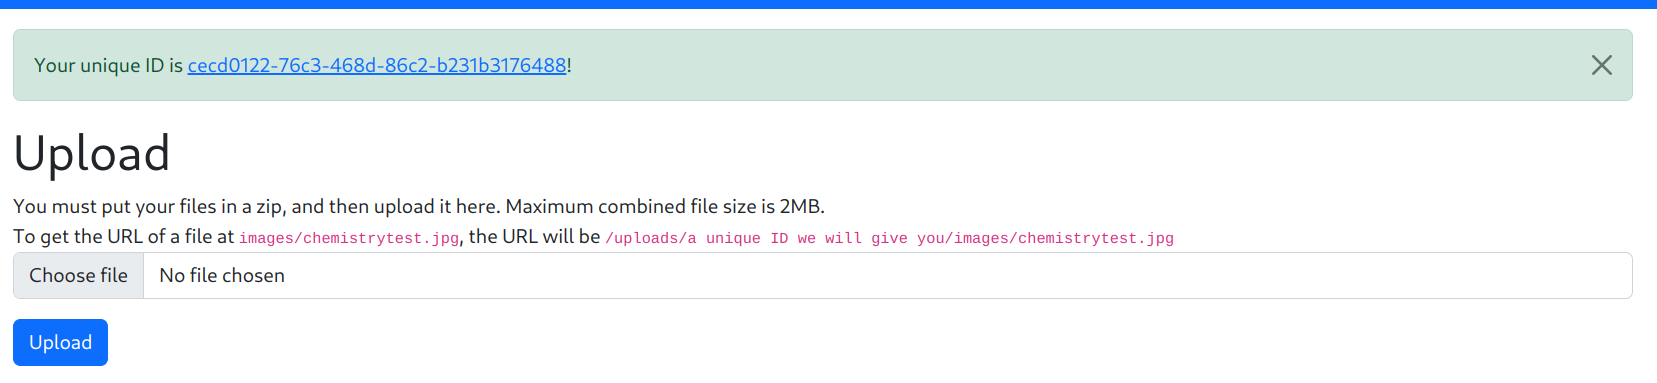 Your unique ID is cecd0122-76c3-468d-86c2-b231b3176488!
Upload
You must put your files in a zip, and then upload it here. Maximum combined file size is 2MB.
To get the URL of a file at images/chemistrytest.jpg, the URL will be /uploads/a unique ID we will give you/images/chemistrytest.jpg
Choose file No file chosen
Upload